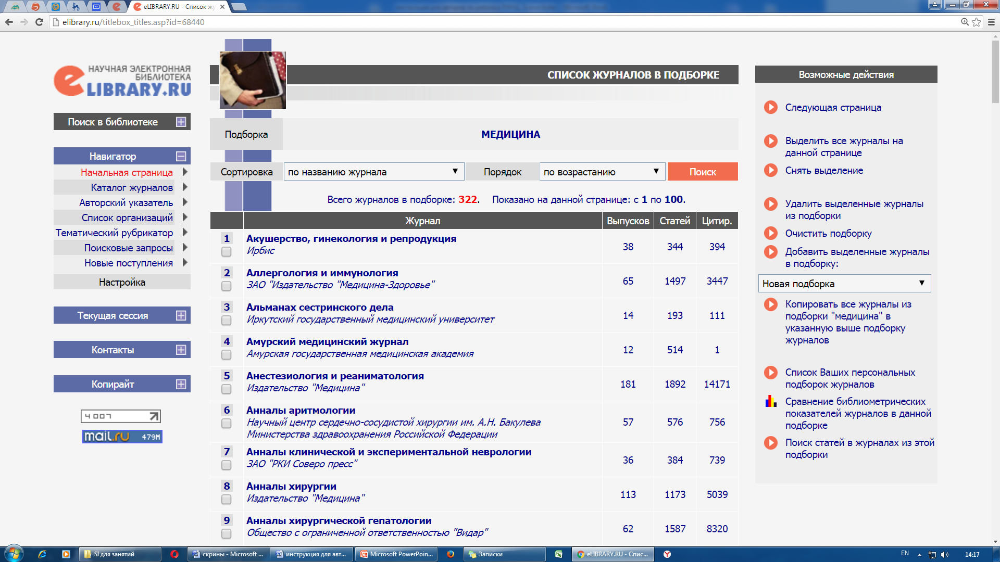 eLIBRARY.RU - Список жу
elibrary.ru/titlebox_titles.asp?id=68440
НАУЧНАЯ ЭЛЕКТРОННАЯ
БИБЛИОТЕКА
eLIBRARY.RU
Поиск в библиотеке
Навигатор
Начальная страница
Каталог журналов
Авторский указатель
Список организаций
Тематический рубрикатор
Поисковые запросы
Новые поступления
Настройка
Текущая сессия
Контакты
Копирайт
4007
mail.ru 479M
СПИСОК ЖУРНАЛОВ В ПОДБОРКЕ
Подборка МЕДИЦИНА
Сортировка по названию журнала Порядок по возрастанию Поиск
Всего журналов в подборке: 322. Показано на данной странице: с 1 по 100.
Журнал Выпусков Статей Цитир.
1 Акушерство, гинекология и репродукция
Ирбис
38 344 394
2 Аллергология и иммунология
ЗАО "Издательство "Медицина-Здоровье"
65 1497 3447
3 Альманах сестринского дела
Иркутский государственный медицинский университет
14 193 111
4 Амурский медицинский журнал
Амурская государственная медицинская академия
12 514 1
5 Анестезиология и реаниматология
Издательство "Медицина"
181 1892 14171
6 Анналы аритмологии
Научный центр сердечно-сосудистой хирургии им. А.Н. Бакулева
Министерства здравоохранения Российской Федерации
57 576 756
7 Анналы клинической и экспериментальной неврологии
ЗАО "РКИ Соверо пресс"
36 384 739
8 Анналы хирургии
Издательство "Медицина"
113 1173 5039
9 Анналы хирургической гепатологии
Общество с ограниченной ответственностью "Видар"
62 1587 8320
Возможные действия
Следующая страница
Выделить все журналы на
данной странице
Снять выделение
Удалить выделенные журналы
из подборки
Очистить подборку
Добавить выделенные журналы
в подборку:
Новая подборка
Копировать все журналы из
подборки "медицина" в
указанную выше подборку
журналов
Список Ваших персональных
подборок журналов
Сравнение библиометрических
показателей журналов в данной
подборке
Поиск статей в журналах из этой
подборки
SI для занятий
скрины - Microsoft ...
инструкция для авт...
Microsoft PowerPoin...
Записки
eLIBRARY.RU - Спис...
EN
14:17